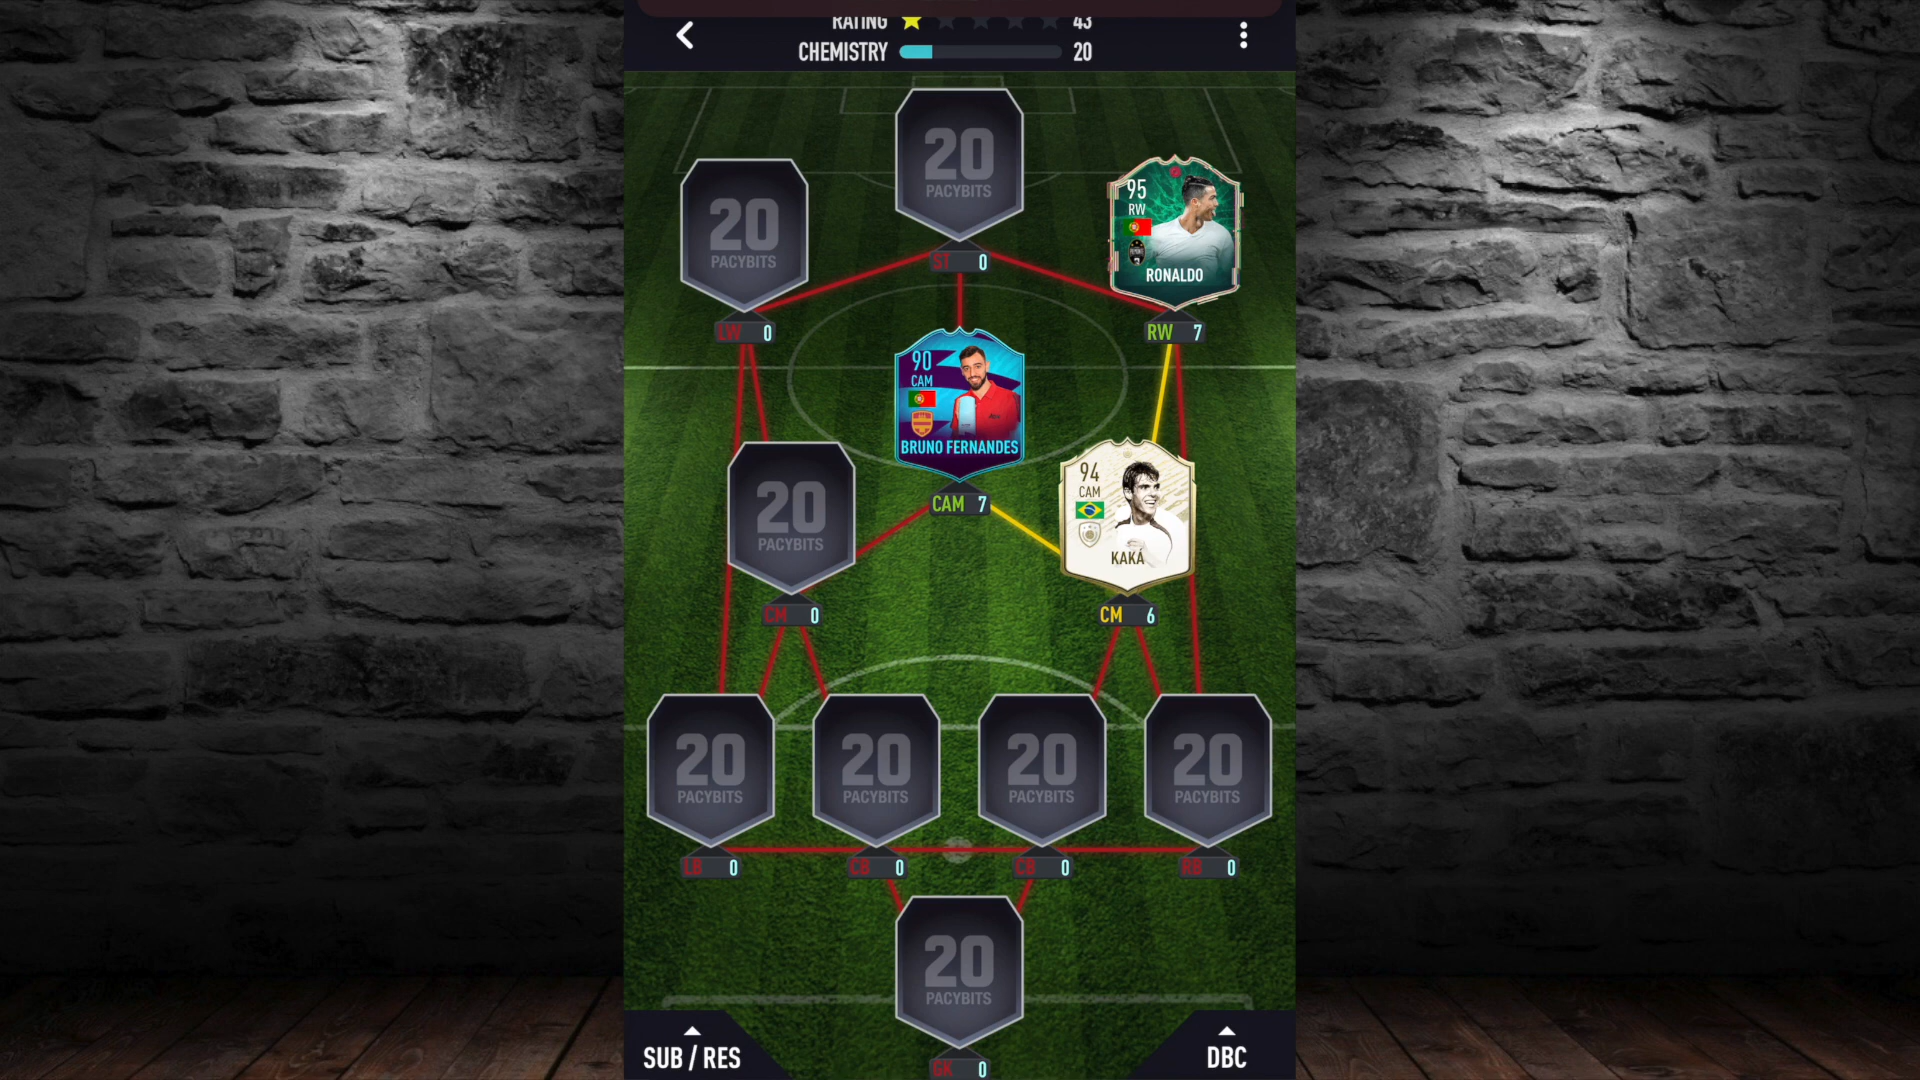 RATING 43
CHEMISTRY 20
20
PACYBITS
ST 0
20
PACYBITS
LW 0
95
RW
RONALDO
RW 7
90
CAM
BRUNO FERNANDES
CAM 7
20
PACYBITS
CM 0
94
CAM
KAKÁ
CM 6
20
PACYBITS
LB 0
20
PACYBITS
CB 0
20
PACYBITS
CB 0
20
PACYBITS
RB 0
20
PACYBITS
GK 0
SUB / RES
DBC